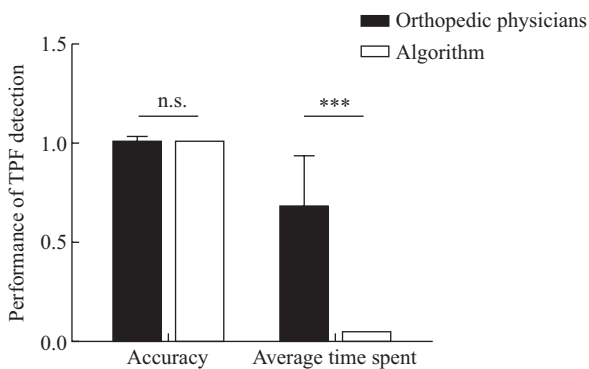 Orthopedic physicians
Algorithm
Performance of TPF detection
1.5
1.0
0.5
0.0
n.s.
***
Accuracy
Average time spent